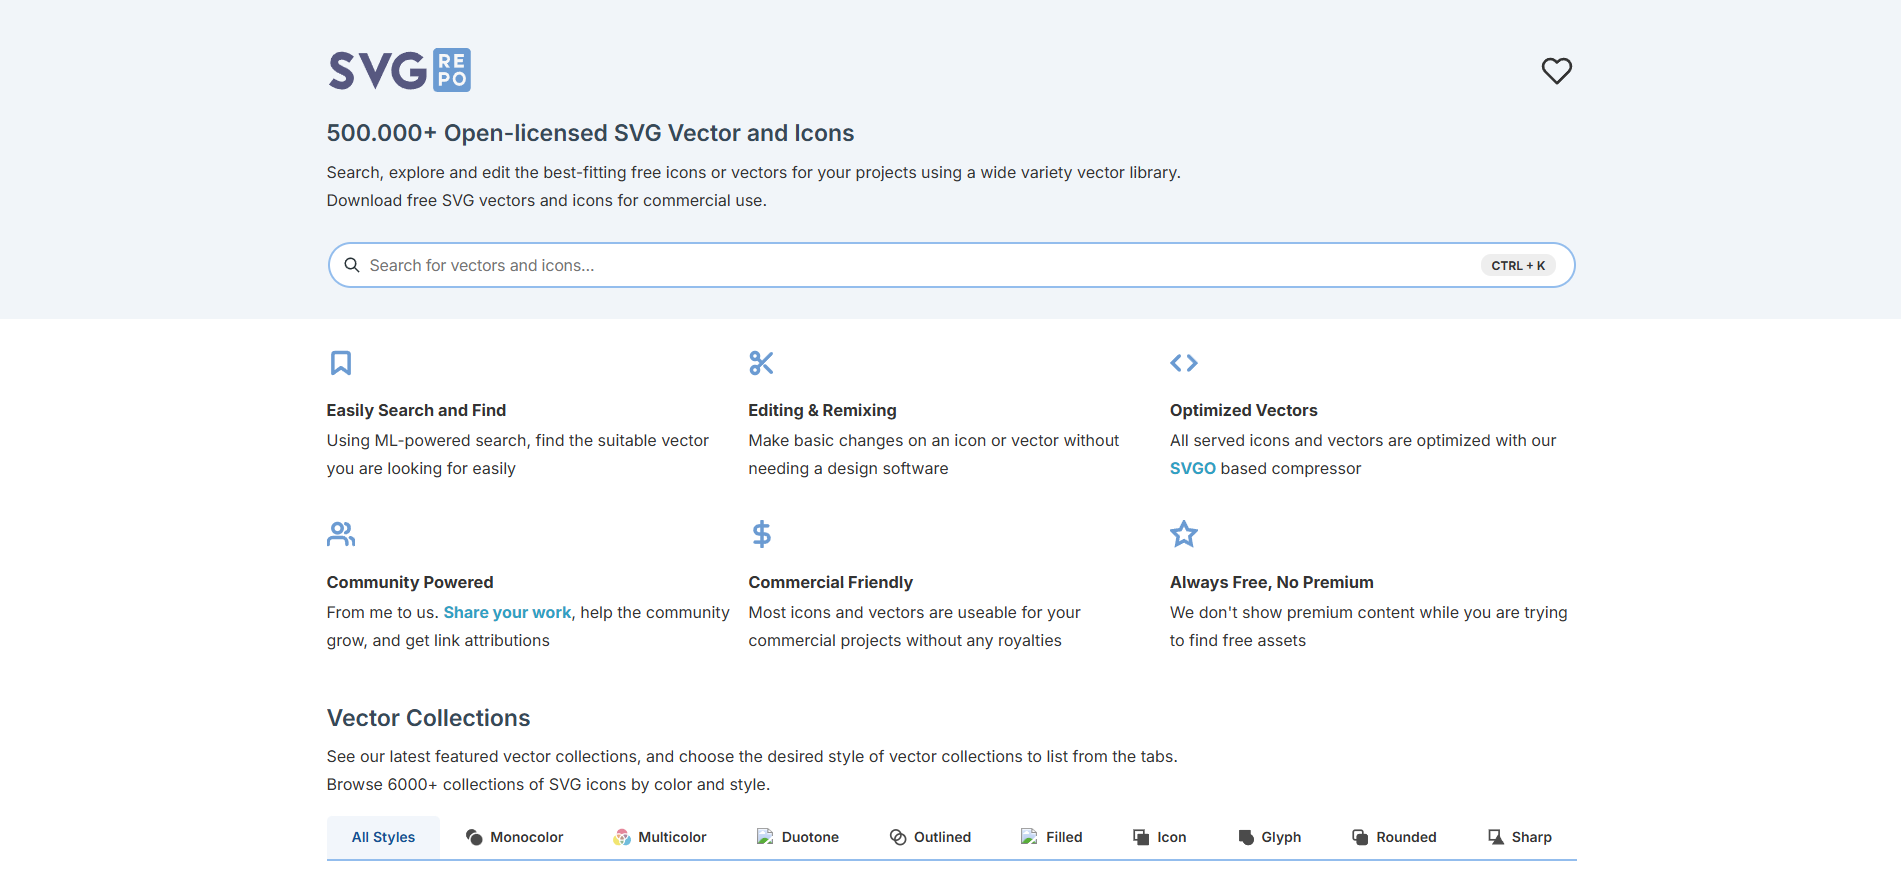 SVG REPO
500.000+ Open-licensed SVG Vector and Icons
Search, explore and edit the best-fitting free icons or vectors for your projects using a wide variety vector library.
Download free SVG vectors and icons for commercial use.
Search for vectors and icons... CTRL + K
Easily Search and Find
Using ML-powered search, find the suitable vector
you are looking for easily
Editing & Remixing
Make basic changes on an icon or vector without
needing a design software
Optimized Vectors
All served icons and vectors are optimized with our
SVGO based compressor
Community Powered
From me to us. Share your work, help the community
grow, and get link attributions
Commercial Friendly
Most icons and vectors are useable for your
commercial projects without any royalties
Always Free, No Premium
We don't show premium content while you are trying
to find free assets
Vector Collections
See our latest featured vector collections, and choose the desired style of vector collections to list from the tabs.
Browse 6000+ collections of SVG icons by color and style.
All Styles Monocolor Multicolor Duotone Outlined Filled Icon Glyph Rounded Sharp